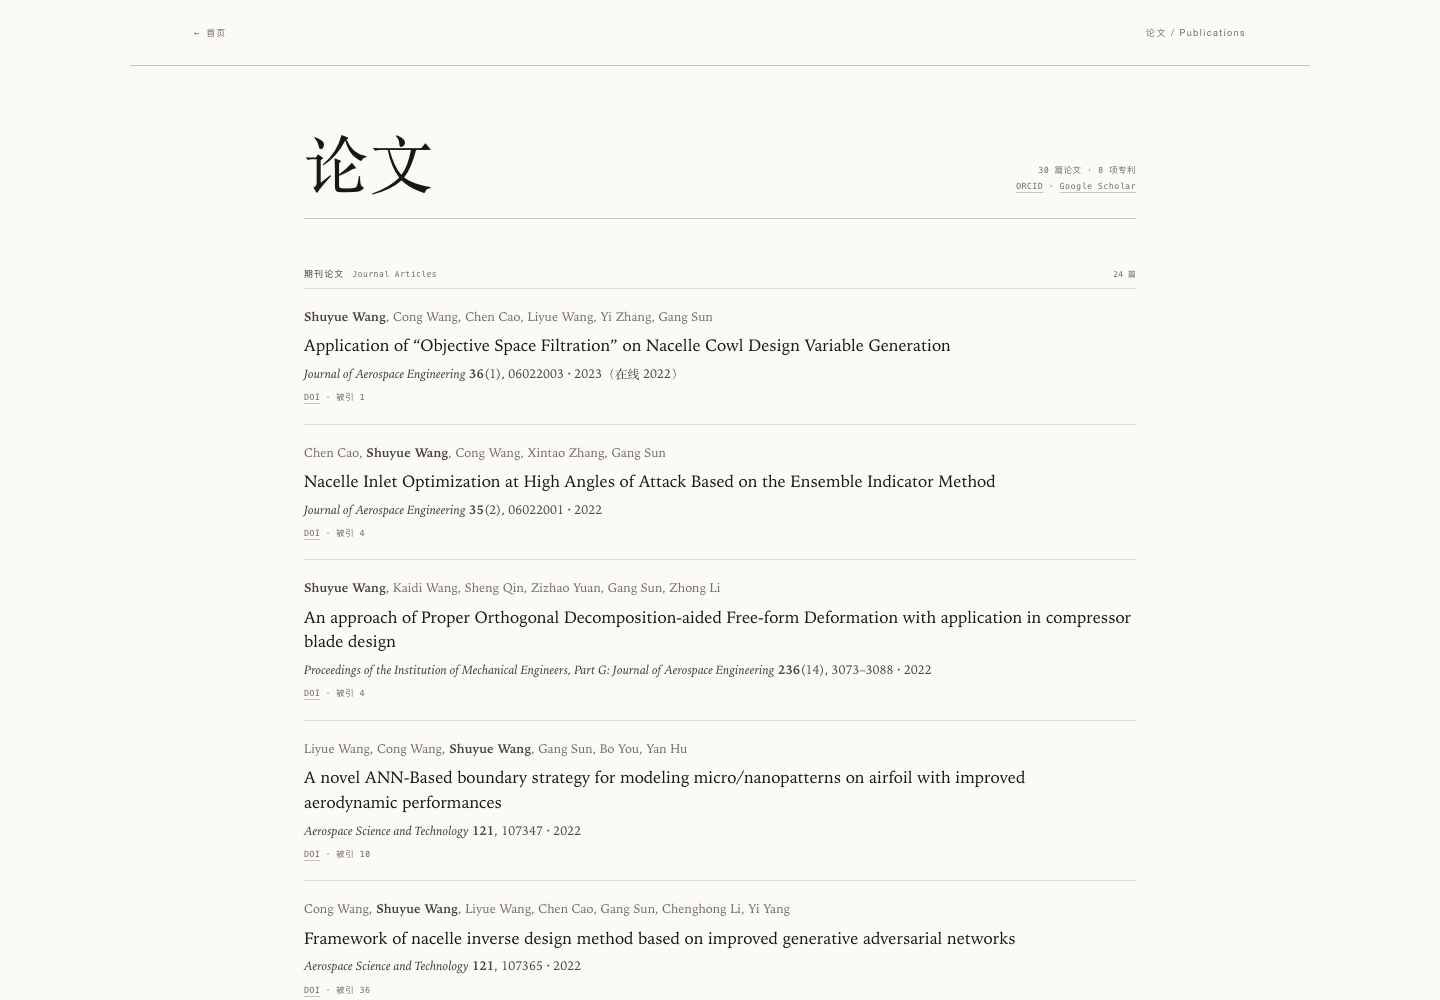 ← 首页
论文 / Publications
论文
30 篇论文 · 8 项专利
ORCID · Google Scholar
期刊论文 Journal Articles
24 篇
Shuyue Wang, Cong Wang, Chen Cao, Liyue Wang, Yi Zhang, Gang Sun
Application of “Objective Space Filtration” on Nacelle Cowl Design Variable Generation
Journal of Aerospace Engineering 36(1), 06022003 · 2023（在线 2022）
DOI · 被引 1
Chen Cao, Shuyue Wang, Cong Wang, Xintao Zhang, Gang Sun
Nacelle Inlet Optimization at High Angles of Attack Based on the Ensemble Indicator Method
Journal of Aerospace Engineering 35(2), 06022001 · 2022
DOI · 被引 4
Shuyue Wang, Kaidi Wang, Sheng Qin, Zizhao Yuan, Gang Sun, Zhong Li
An approach of Proper Orthogonal Decomposition-aided Free-form Deformation with application in compressor
blade design
Proceedings of the Institution of Mechanical Engineers, Part G: Journal of Aerospace Engineering 236(14), 3073–3088 · 2022
DOI · 被引 4
Liyue Wang, Cong Wang, Shuyue Wang, Gang Sun, Bo You, Yan Hu
A novel ANN-Based boundary strategy for modeling micro/nanopatterns on airfoil with improved
aerodynamic performances
Aerospace Science and Technology 121, 107347 · 2022
DOI · 被引 10
Cong Wang, Shuyue Wang, Liyue Wang, Chen Cao, Gang Sun, Chenghong Li, Yi Yang
Framework of nacelle inverse design method based on improved generative adversarial networks
Aerospace Science and Technology 121, 107365 · 2022
DOI · 被引 36